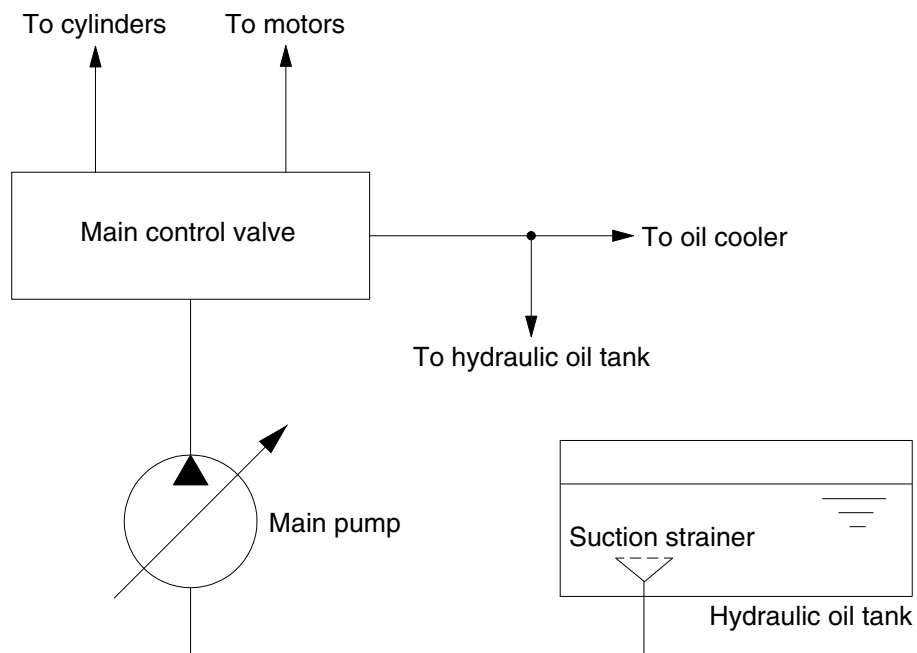 To cylinders
To motors
Main control valve
To oil cooler
To hydraulic oil tank
Main pump
Suction strainer
Hydraulic oil tank